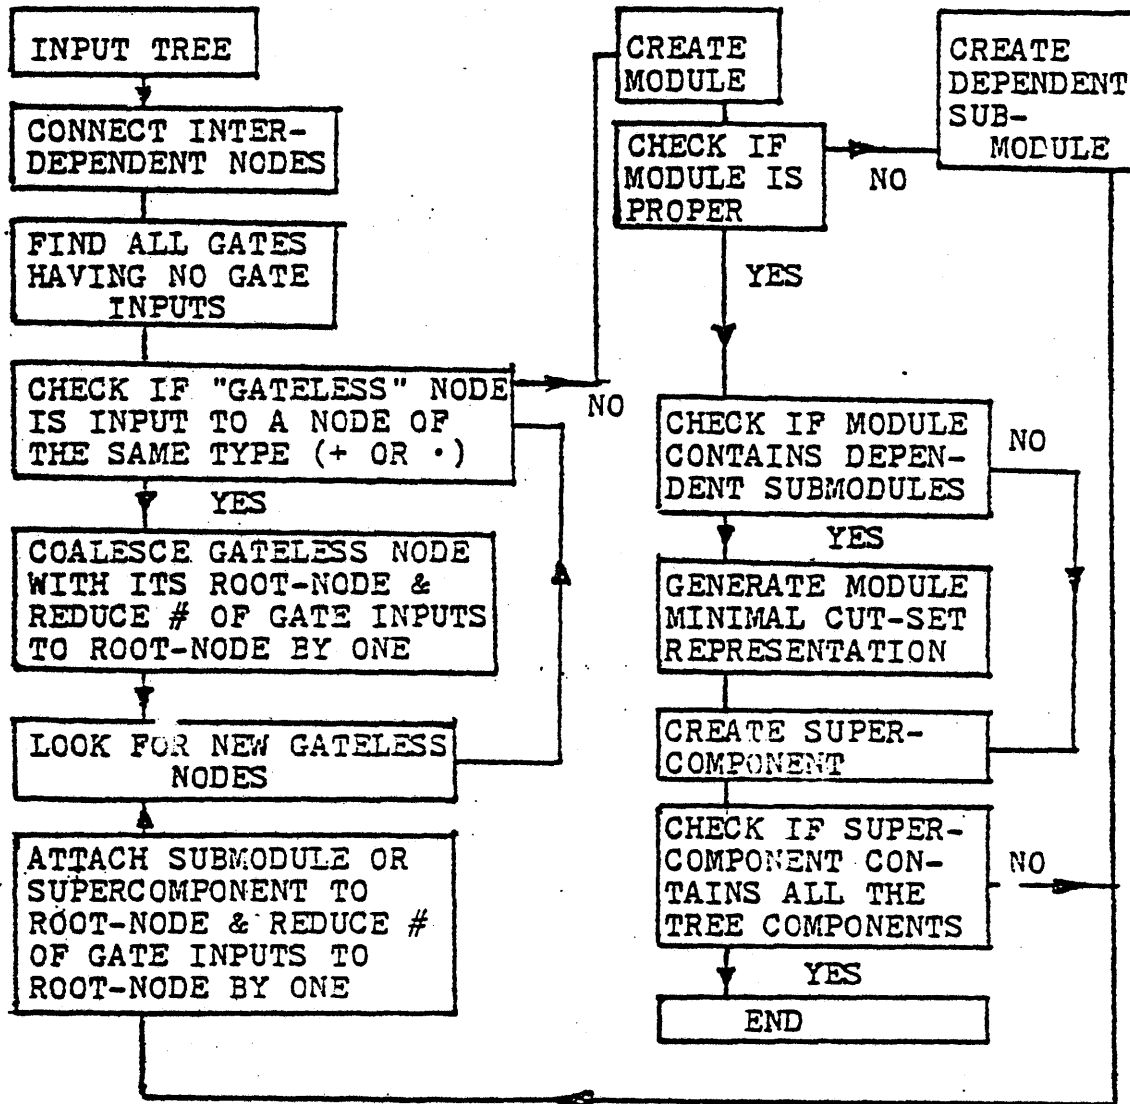 INPUT TREE
CONNECT INTER-
DEPENDENT NODES
FIND ALL GATES
HAVING NO GATE
INPUTS
CHECK IF "GATELESS" NODE
IS INPUT TO A NODE OF
THE SAME TYPE (+ OR ·)
NO
YES
COALESCE GATELESS NODE
WITH ITS ROOT-NODE &
REDUCE # OF GATE INPUTS
TO ROOT-NODE BY ONE
LOOK FOR NEW GATELESS
NODES
ATTACH SUBMODULE OR
SUPERCOMPONENT TO
ROOT-NODE & REDUCE #
OF GATE INPUTS TO
ROOT-NODE BY ONE
CREATE
MODULE
CHECK IF
MODULE IS
PROPER
NO
YES
CREATE
DEPENDENT
SUB-
MODULE
CHECK IF MODULE
CONTAINS DEPEN-
DENT SUBMODULES
NO
YES
GENERATE MODULE
MINIMAL CUT-SET
REPRESENTATION
CREATE SUPER-
COMPONENT
CHECK IF SUPER-
COMPONENT CON-
TAINS ALL THE
TREE COMPONENTS
NO
YES
END